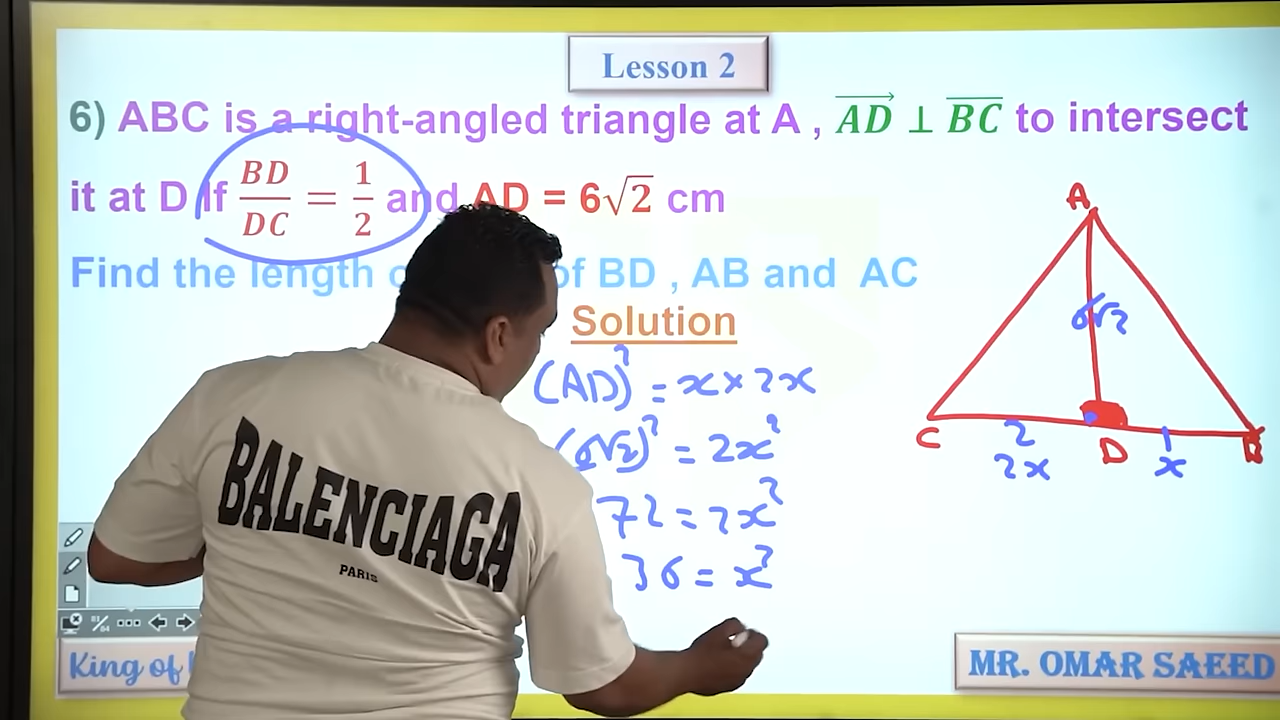 Lesson 2
6) ABC is a right-angled triangle at A , AD ⊥ BC to intersect
it at D If BD/DC = 1/2 and AD = 6√2 cm
Find the length of BD , AB and AC
Solution
(AD)² = x × 2x
(6√2)² = 2x²
72 = 2x²
36 = x²
A
6√2
C
2
D
1
B
2x
x
BALENCIAGA
PARIS
King of
MR. OMAR SAEED